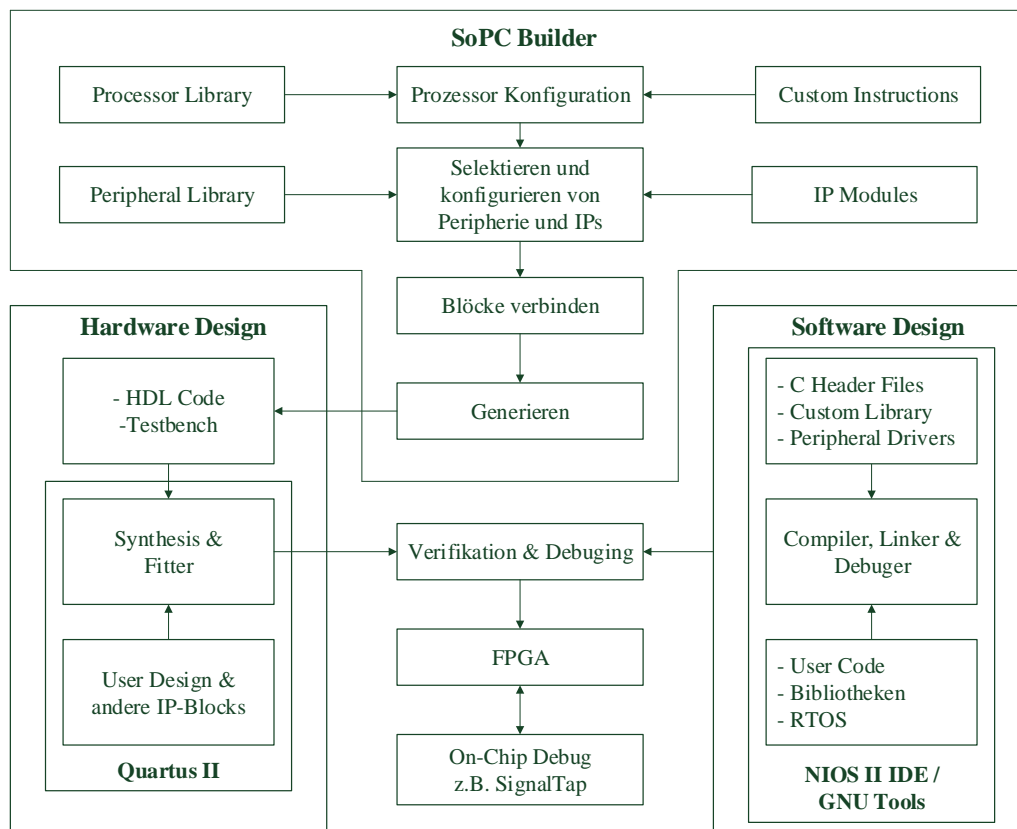 SoPC Builder
Processor Library
Prozessor Konfiguration
Custom Instructions
Peripheral Library
Selektieren und
konfigurieren von
Peripherie und IPs
IP Modules
Blöcke verbinden
Hardware Design
Software Design
- HDL Code
-Testbench
Generieren
- C Header Files
- Custom Library
- Peripheral Drivers
Synthesis &
Fitter
Verifikation & Debuging
Compiler, Linker &
Debuger
User Design &
andere IP-Blocks
FPGA
- User Code
- Bibliotheken
- RTOS
Quartus II
On-Chip Debug
z.B. SignalTap
NIOS II IDE /
GNU Tools